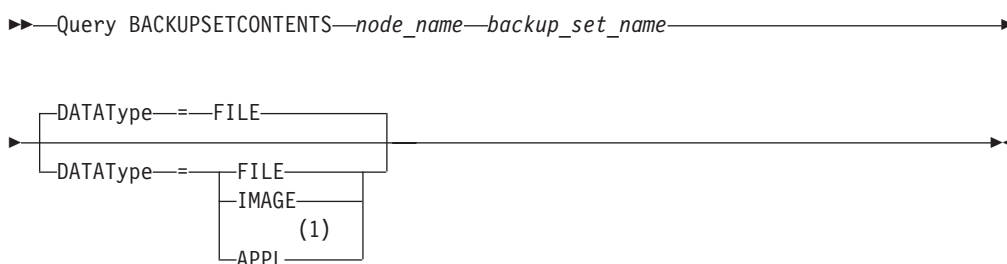 Query BACKUPSETCONTENTS node_name backup_set_name
DATAType = FILE
DATAType = FILE
IMAGE
(1)
APPL